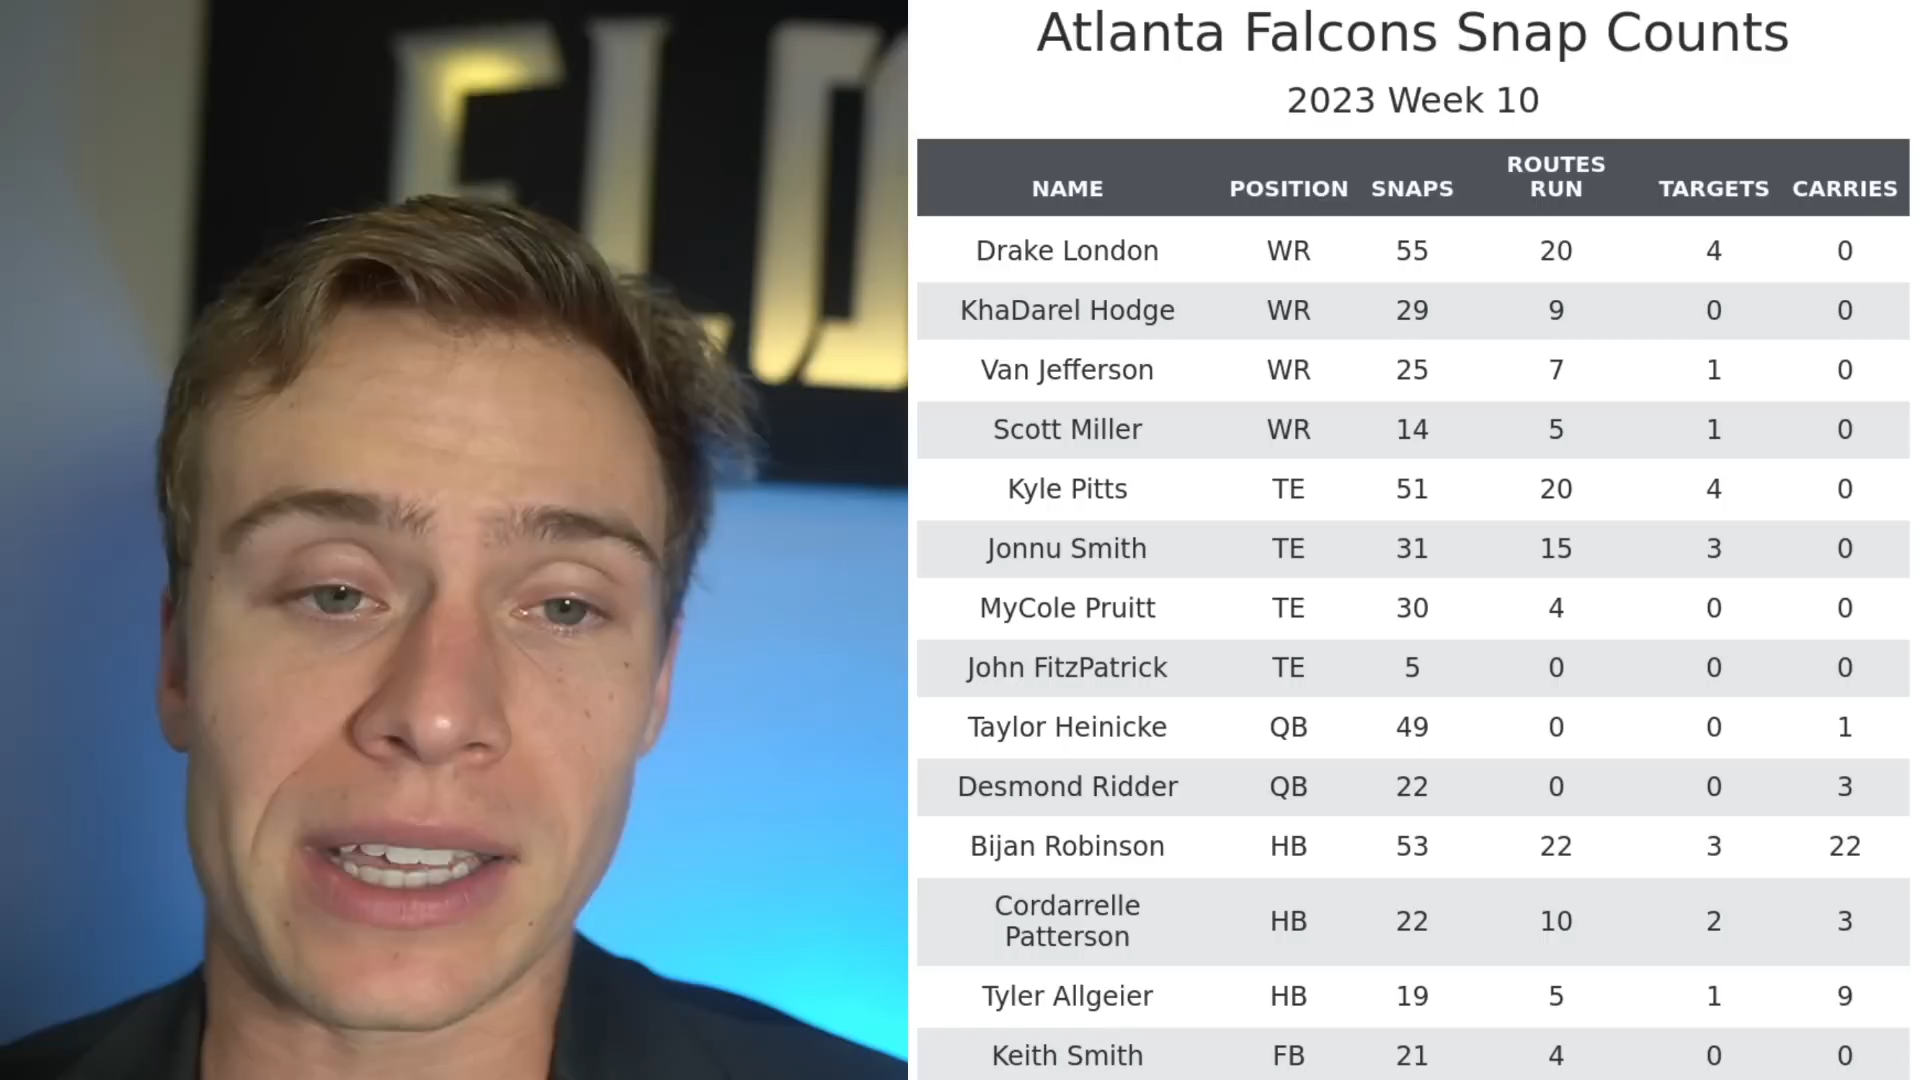 FLO
Atlanta Falcons Snap Counts
2023 Week 10
NAME POSITION SNAPS ROUTES RUN TARGETS CARRIES
Drake London WR 55 20 4 0
KhaDarel Hodge WR 29 9 0 0
Van Jefferson WR 25 7 1 0
Scott Miller WR 14 5 1 0
Kyle Pitts TE 51 20 4 0
Jonnu Smith TE 31 15 3 0
MyCole Pruitt TE 30 4 0 0
John FitzPatrick TE 5 0 0 0
Taylor Heinicke QB 49 0 0 1
Desmond Ridder QB 22 0 0 3
Bijan Robinson HB 53 22 3 22
Cordarrelle Patterson HB 22 10 2 3
Tyler Allgeier HB 19 5 1 9
Keith Smith FB 21 4 0 0